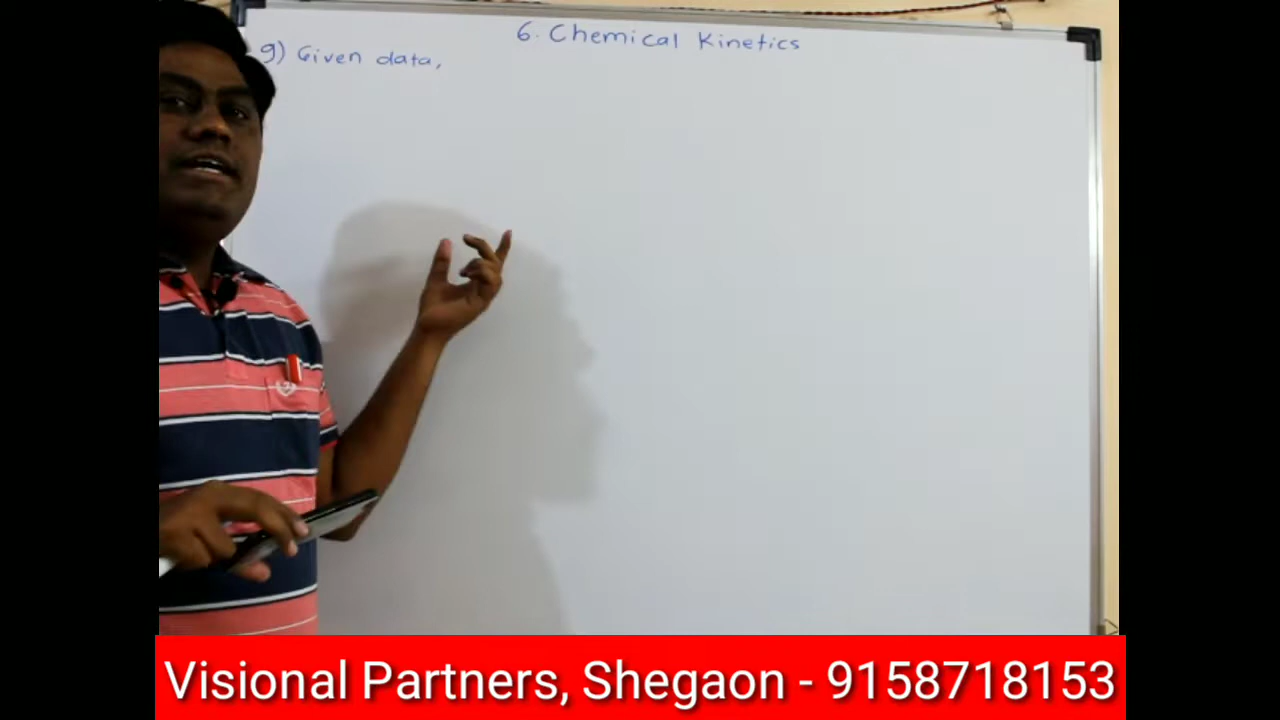 6. Chemical Kinetics
9) Given data,
Visional Partners, Shegaon - 9158718153